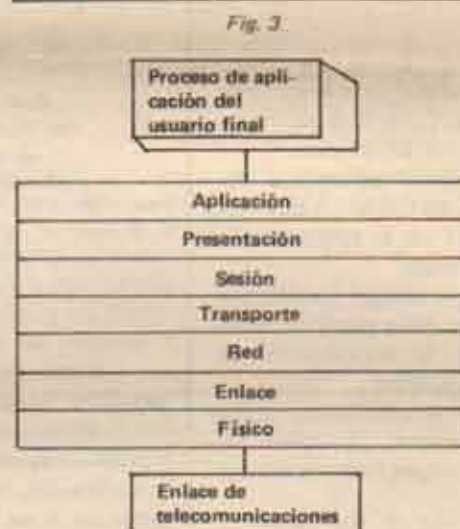 Fig. 3
Proceso de apli-
cación del
usuario final
Aplicación
Presentación
Sesión
Transporte
Red
Enlace
Físico
Enlace de
telecomunicaciones